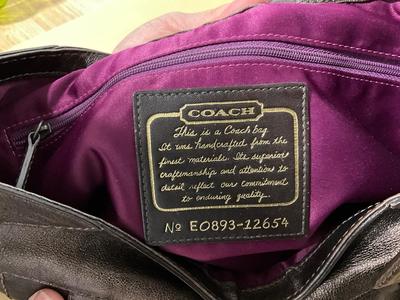 COACH
This is a Coach bag.
It was handcrafted from the
finest materials. Its superior
craftsmanship and attention to
detail reflect our commitment
to enduring quality.
No E0893-12654